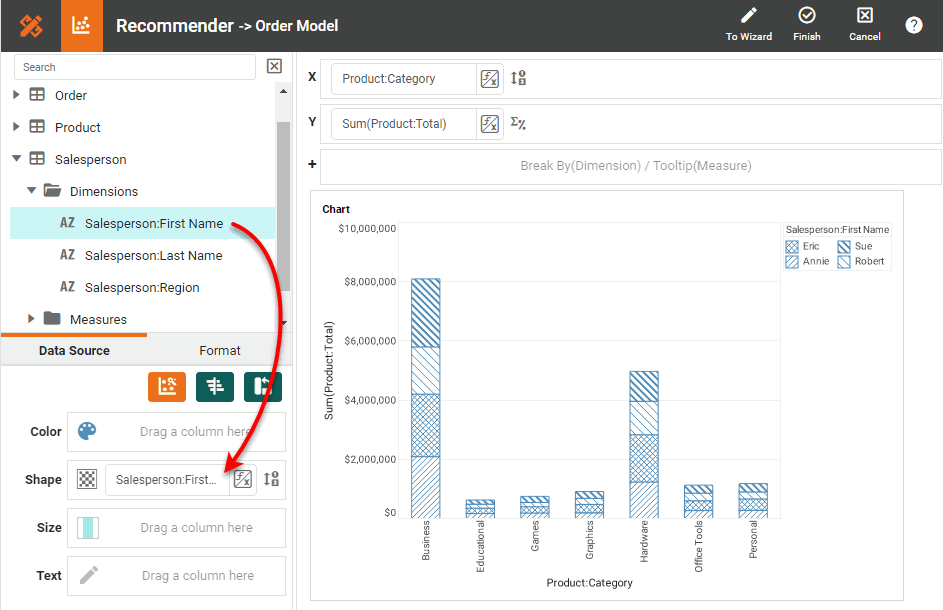 Recommender -> Order Model
To Wizard
Finish
Cancel
?
Search
Order
Product
Salesperson
Dimensions
AZ Salesperson:First Name
AZ Salesperson:Last Name
AZ Salesperson:Region
Measures
Data Source
Format
Color
Drag a column here
Shape
Salesperson:First...
Size
Drag a column here
Text
Drag a column here
X
Product:Category
Y
Sum(Product:Total)
+
Break By(Dimension) / Tooltip(Measure)
Chart
$10,000,000
$8,000,000
$6,000,000
$4,000,000
$2,000,000
$0
Sum(Product:Total)
Business
Educational
Games
Graphics
Hardware
Office Tools
Personal
Product:Category
Salesperson:First Name
Eric
Sue
Annie
Robert